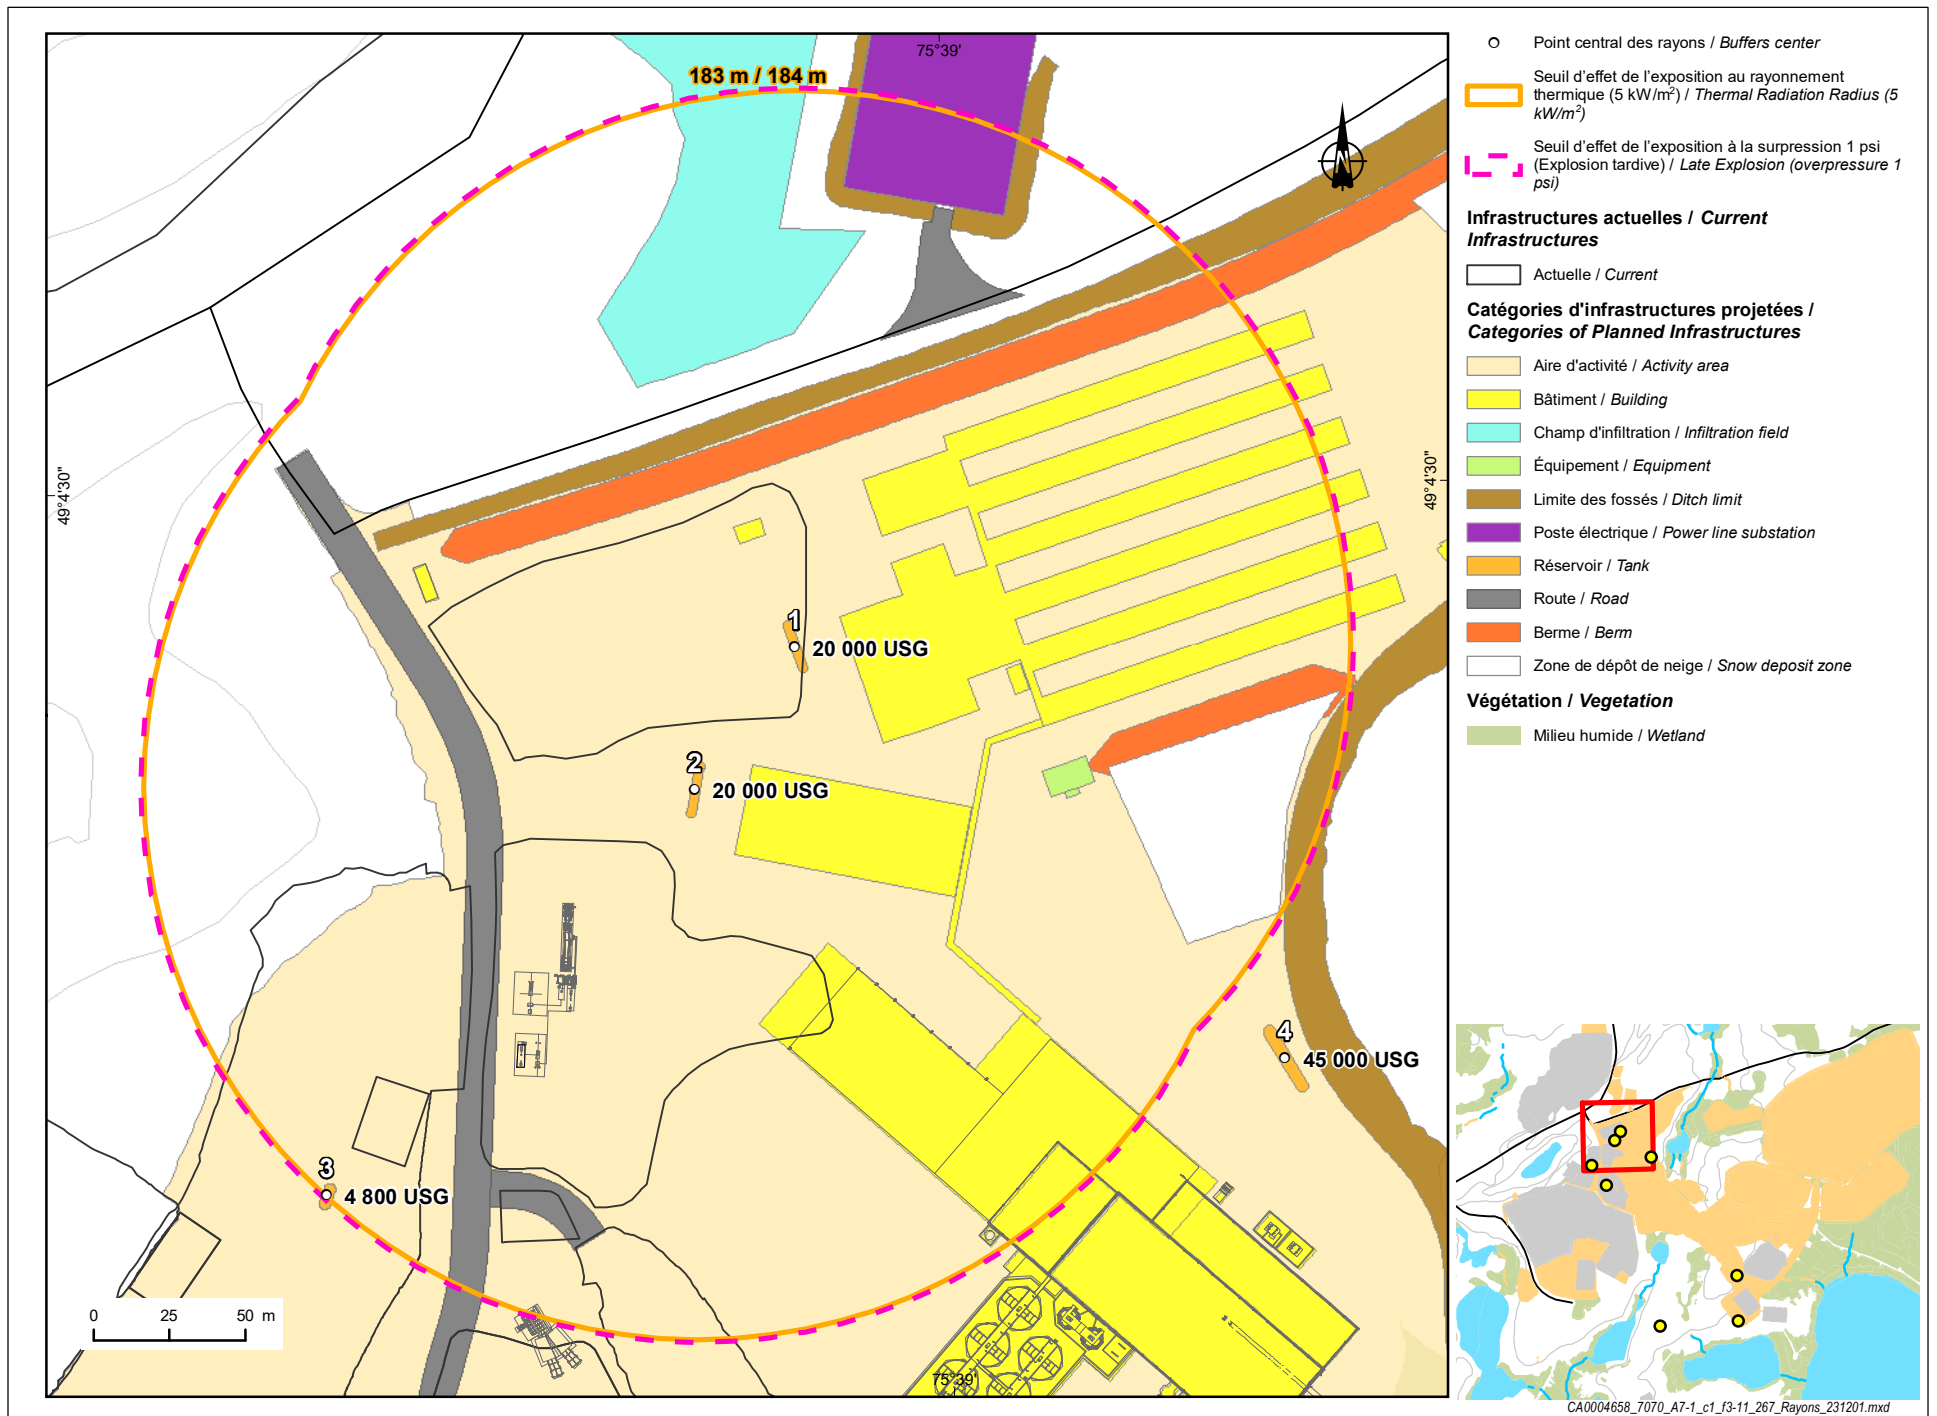 75°39'
183 m / 184 m
49°4'30"
49°4'30"
1
20 000 USG
2
20 000 USG
4
45 000 USG
3
4 800 USG
0 25 50 m
75°39'
N
Point central des rayons / Buffers center
Seuil d'effet de l'exposition au rayonnement
thermique (5 kW/m²) / Thermal Radiation Radius (5
kW/m²)
Seuil d'effet de l'exposition à la surpression 1 psi
(Explosion tardive) / Late Explosion (overpressure 1
psi)
Infrastructures actuelles / Current
Infrastructures
Actuelle / Current
Catégories d'infrastructures projetées /
Categories of Planned Infrastructures
Aire d'activité / Activity area
Bâtiment / Building
Champ d'infiltration / Infiltration field
Équipement / Equipment
Limite des fossés / Ditch limit
Poste électrique / Power line substation
Réservoir / Tank
Route / Road
Berme / Berm
Zone de dépôt de neige / Snow deposit zone
Végétation / Vegetation
Milieu humide / Wetland
CA0004658_7070_A7-1_c1_f3-11_267_Rayons_231201.mxd